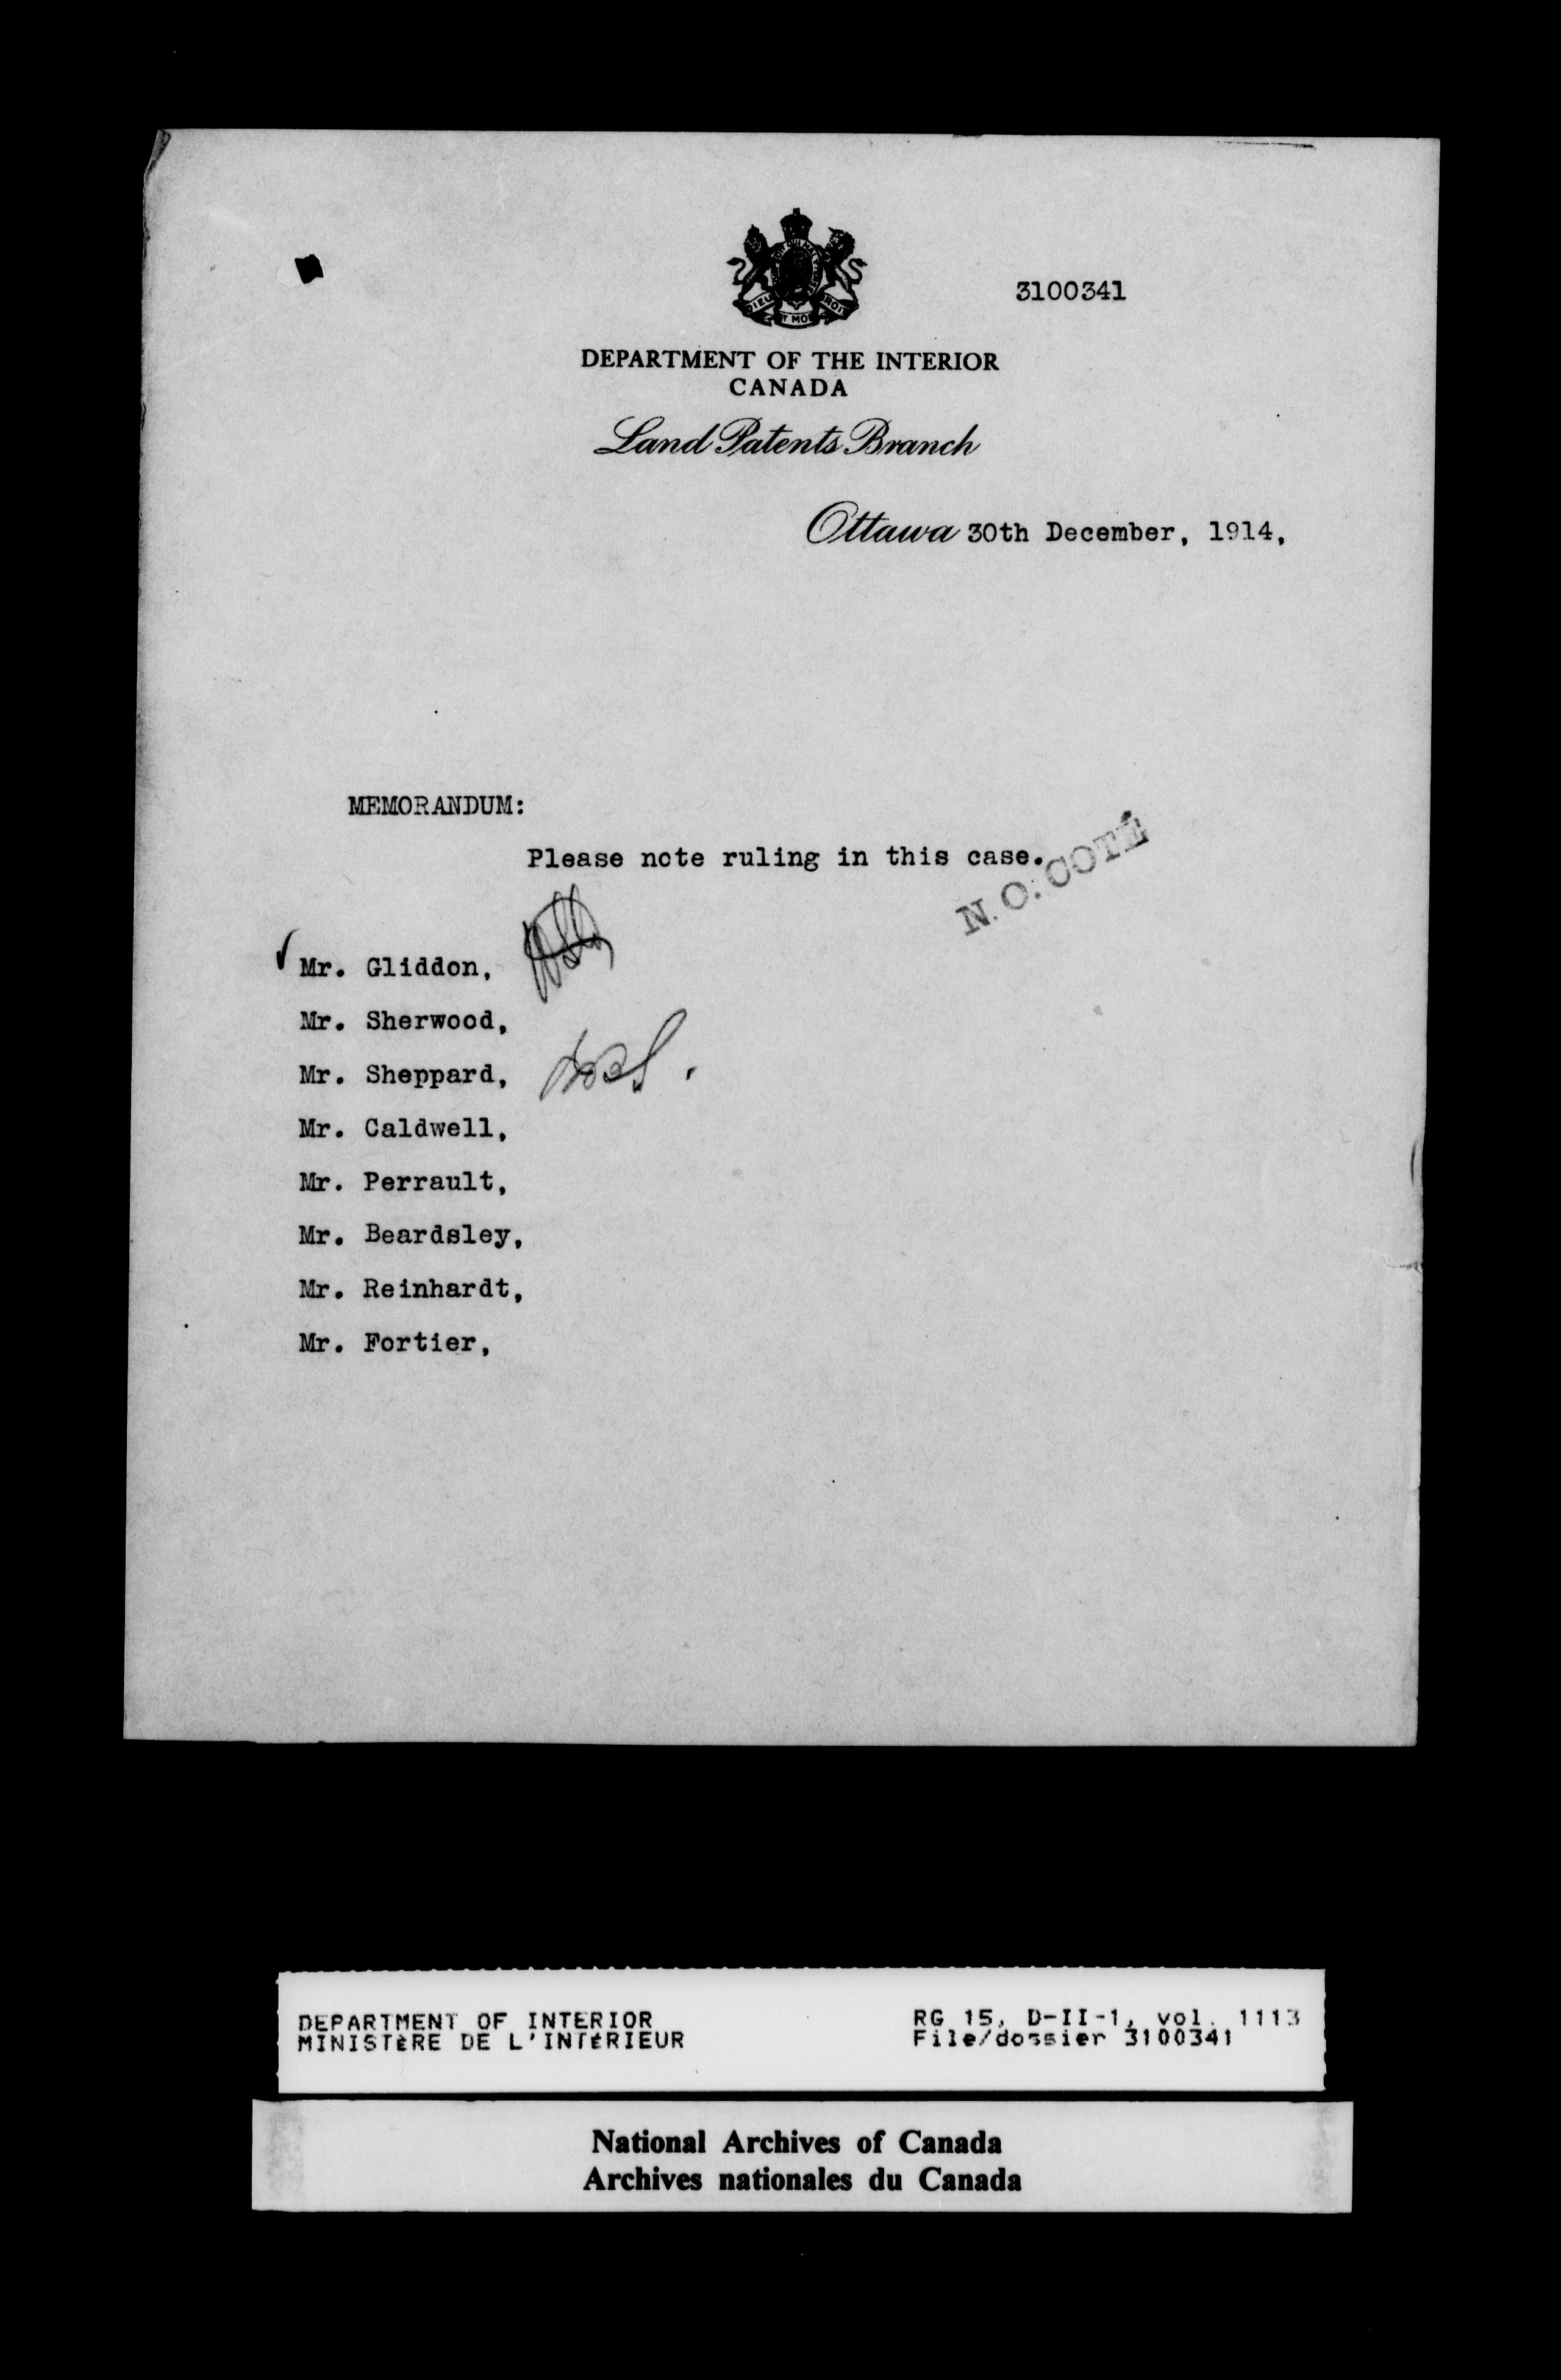 3100341
DEPARTMENT OF THE INTERIOR
CANADA
Land Patents Branch
Ottawa 30th December, 1914,
MEMORANDUM:
Please note ruling in this case.
N. O. COTÉ
Mr. Gliddon,
Mr. Sherwood,
Mr. Sheppard,
Mr. Caldwell,
Mr. Perrault,
Mr. Beardsley,
Mr. Reinhardt,
Mr. Fortier,
DEPARTMENT OF INTERIOR
MINISTÈRE DE L'INTÉRIEUR
RG 15, D-II-1, vol. 1113
File/dossier 3100341
National Archives of Canada
Archives nationales du Canada